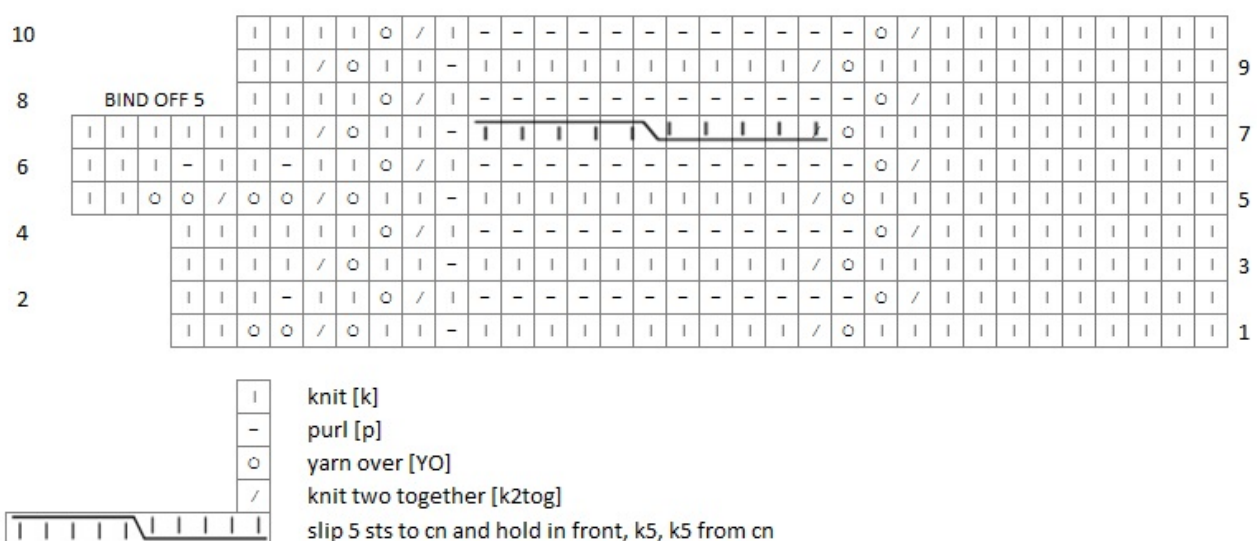 10
9
8 BIND OFF 5
7
6
5
4
3
2
1
knit [k]
purl [p]
yarn over [YO]
knit two together [k2tog]
slip 5 sts to cn and hold in front, k5, k5 from cn